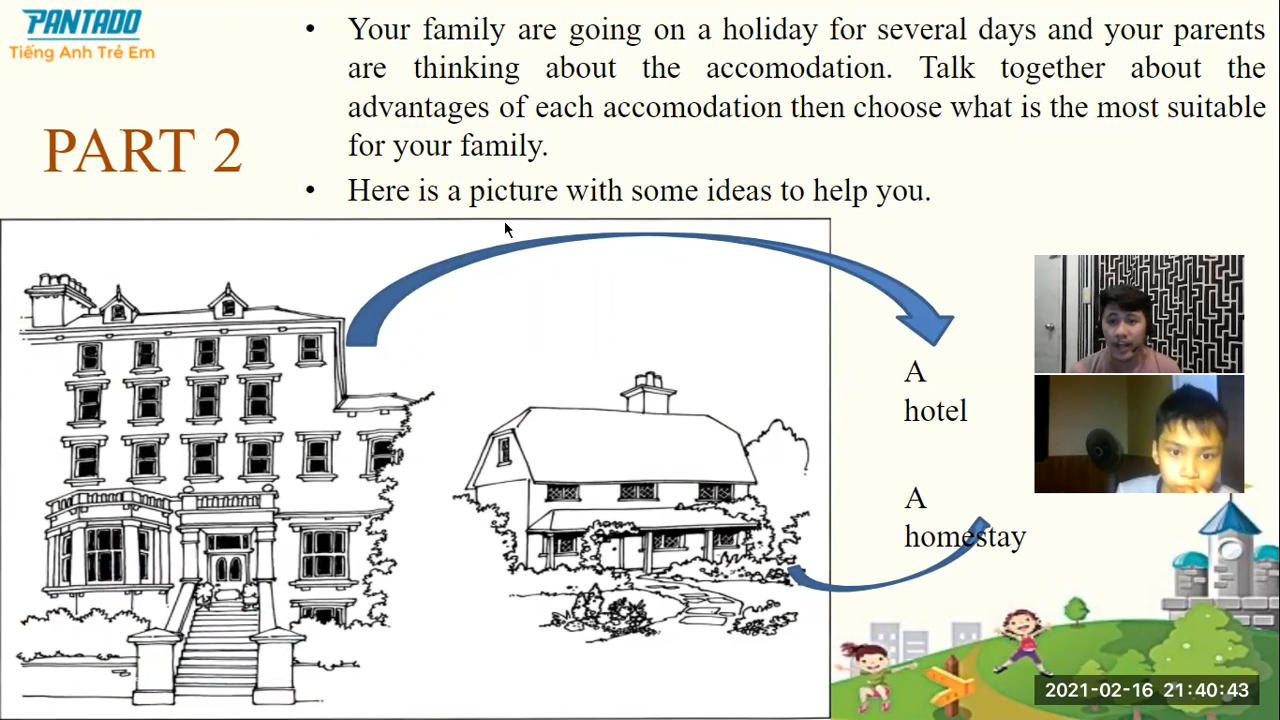 PANTADO
Tiếng Anh Trẻ Em
PART 2
• Your family are going on a holiday for several days and your parents
are thinking about the accomodation. Talk together about the
advantages of each accomodation then choose what is the most suitable
for your family.
• Here is a picture with some ideas to help you.
A
hotel
A
homestay
2021-02-16 21:40:43